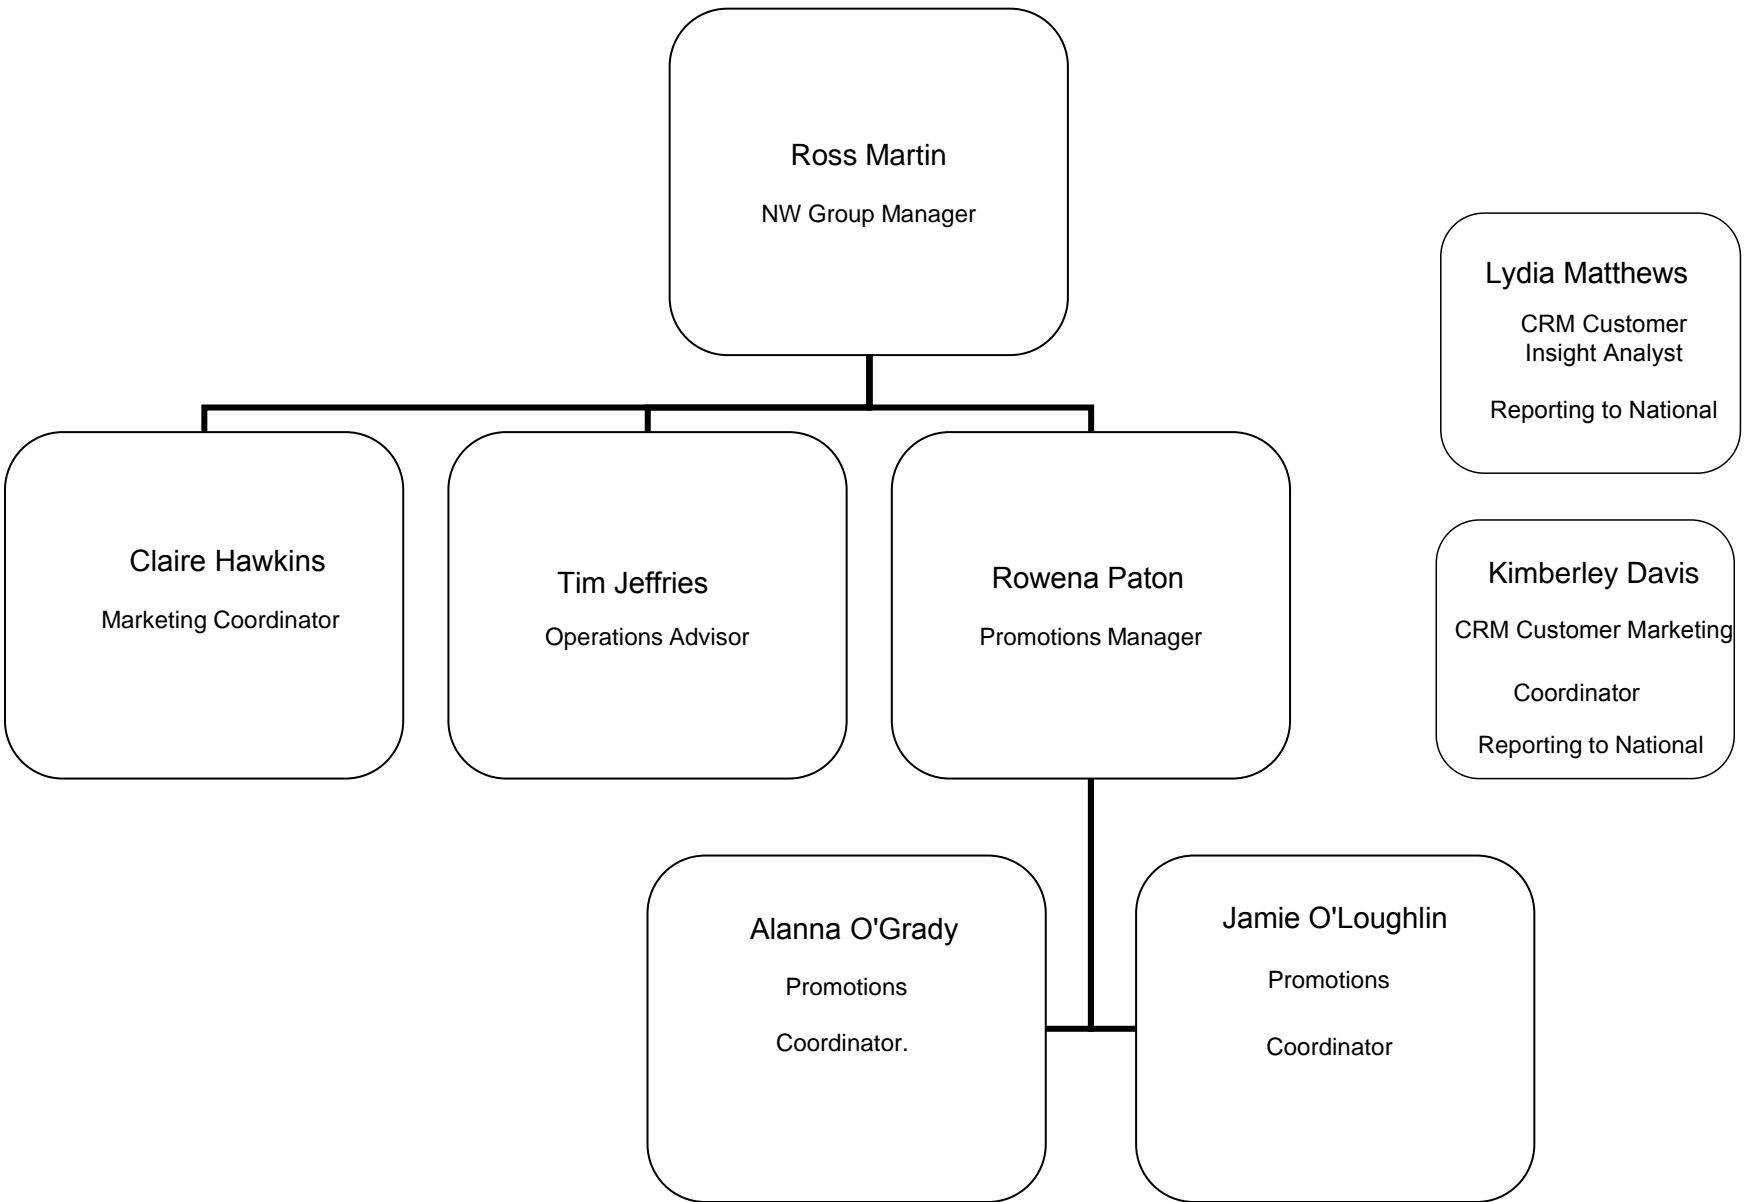 Ross Martin
NW Group Manager
Lydia Matthews
CRM Customer
Insight Analyst
Reporting to National
Claire Hawkins
Marketing Coordinator
Tim Jeffries
Operations Advisor
Rowena Paton
Promotions Manager
Kimberley Davis
CRM Customer Marketing
Coordinator
Reporting to National
Alanna O'Grady
Promotions
Coordinator.
Jamie O'Loughlin
Promotions
Coordinator